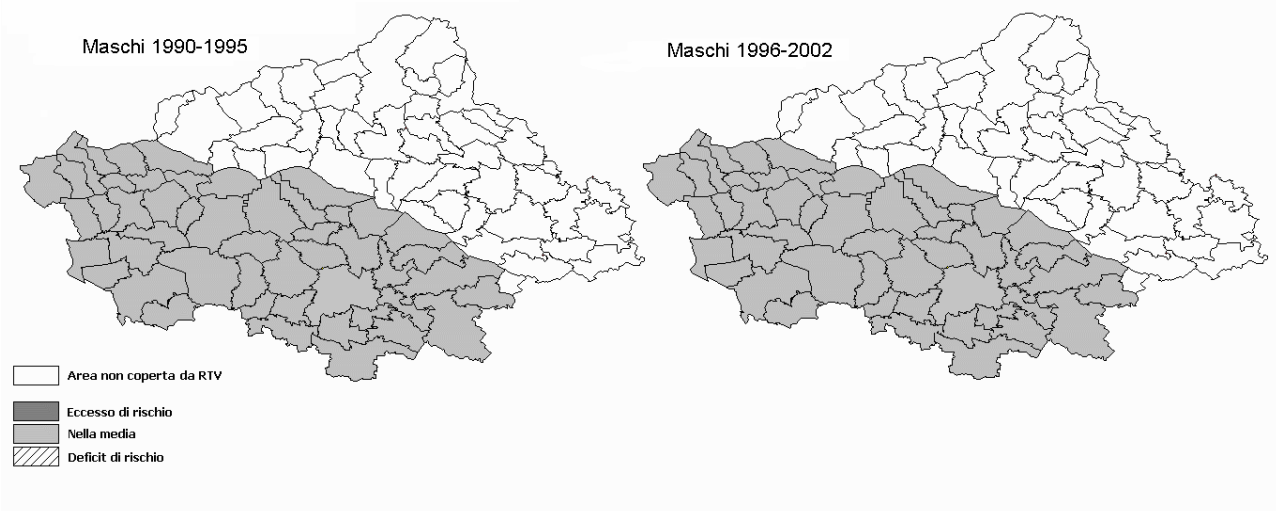 Maschi 1990-1995
Maschi 1996-2002
Area non coperta da RTV
Eccesso di rischio
Nella media
Deficit di rischio